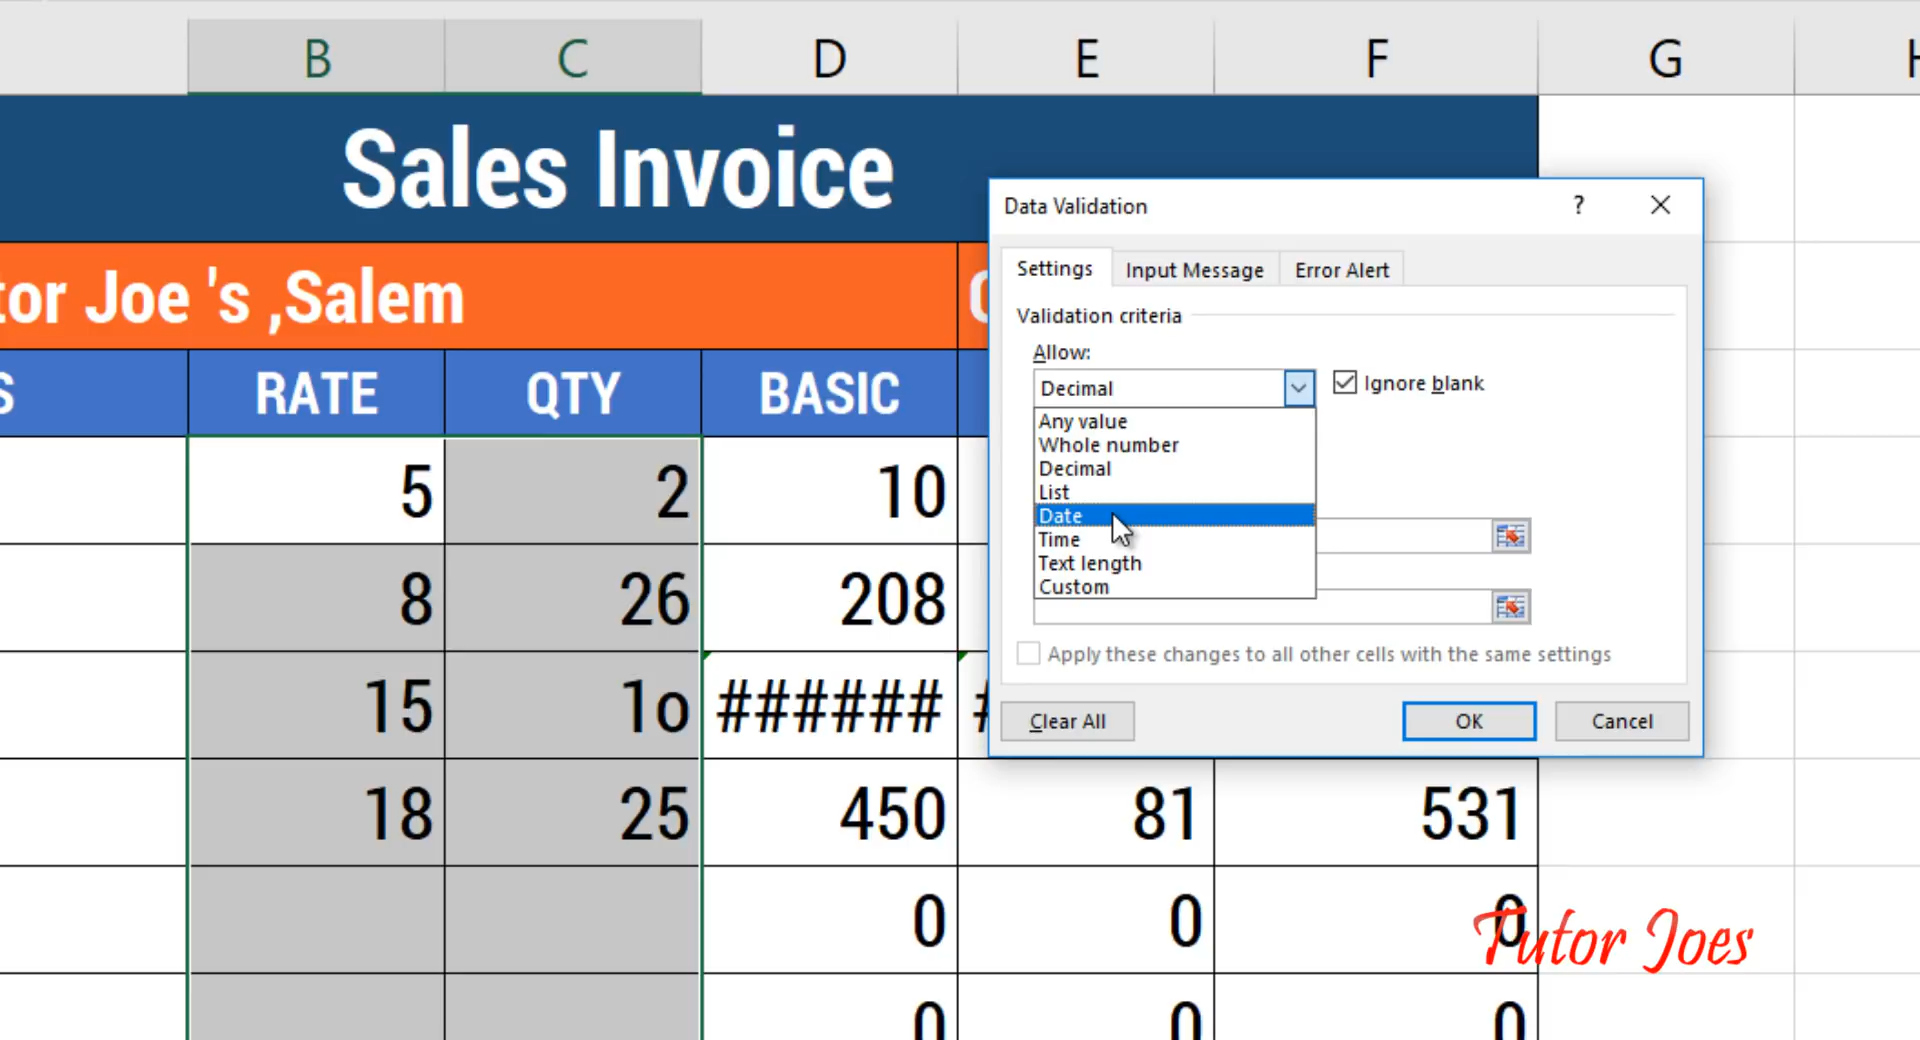 B C D E F G
Sales Invoice
tor Joe 's ,Salem
RATE QTY BASIC
5 2 10
8 26 208
15 1o ######
18 25 450 81 531
0 0 0
0 0 0
Data Validation ?
Settings Input Message Error Alert
Validation criteria
Allow:
Decimal Ignore blank
Any value
Whole number
Decimal
List
Date
Time
Text length
Custom
Apply these changes to all other cells with the same settings
Clear All OK Cancel
Tutor Joes